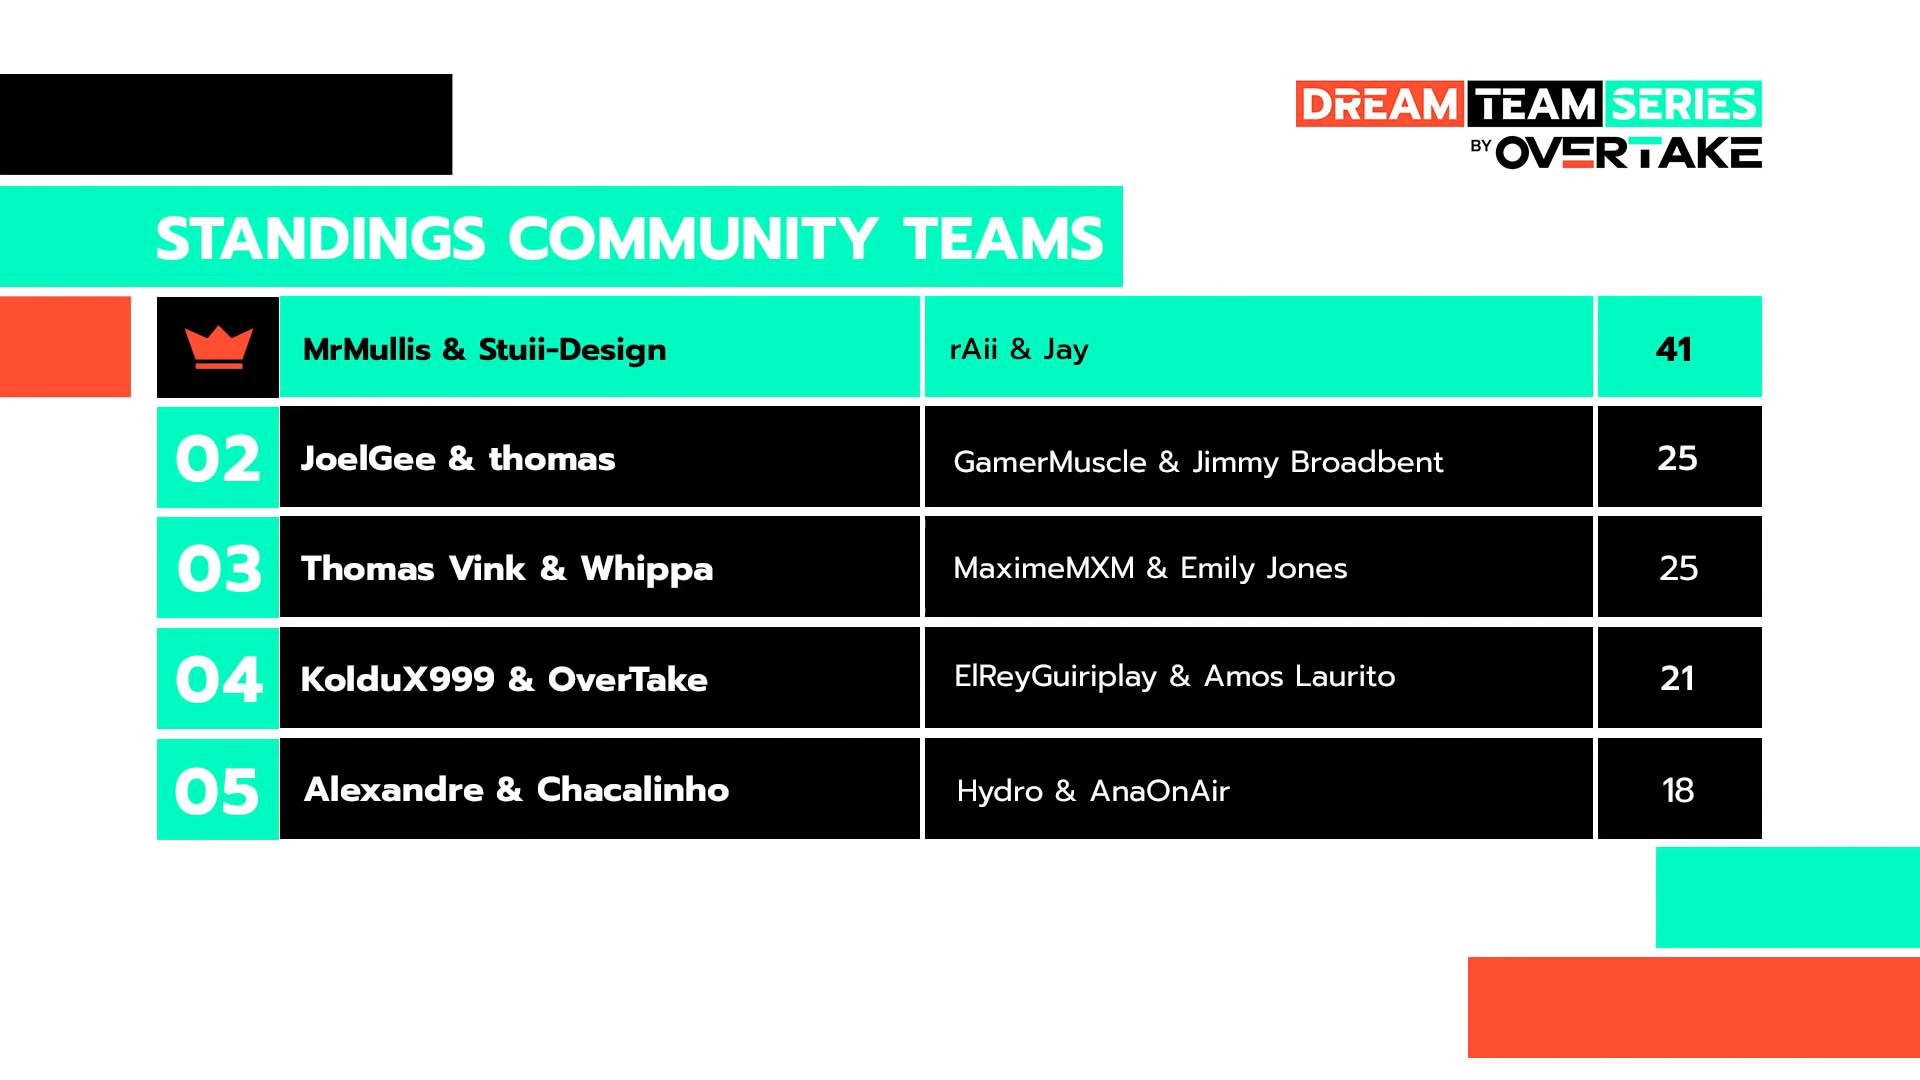 DREAM TEAM SERIES
BY OVERTAKE
STANDINGS COMMUNITY TEAMS
MrMullis & Stuii-Design rAii & Jay 41
02 JoelGee & thomas GamerMuscle & Jimmy Broadbent 25
03 Thomas Vink & Whippa MaximeMXM & Emily Jones 25
04 KolduX999 & OverTake ElReyGuiriplay & Amos Laurito 21
05 Alexandre & Chacalinho Hydro & AnaOnAir 18